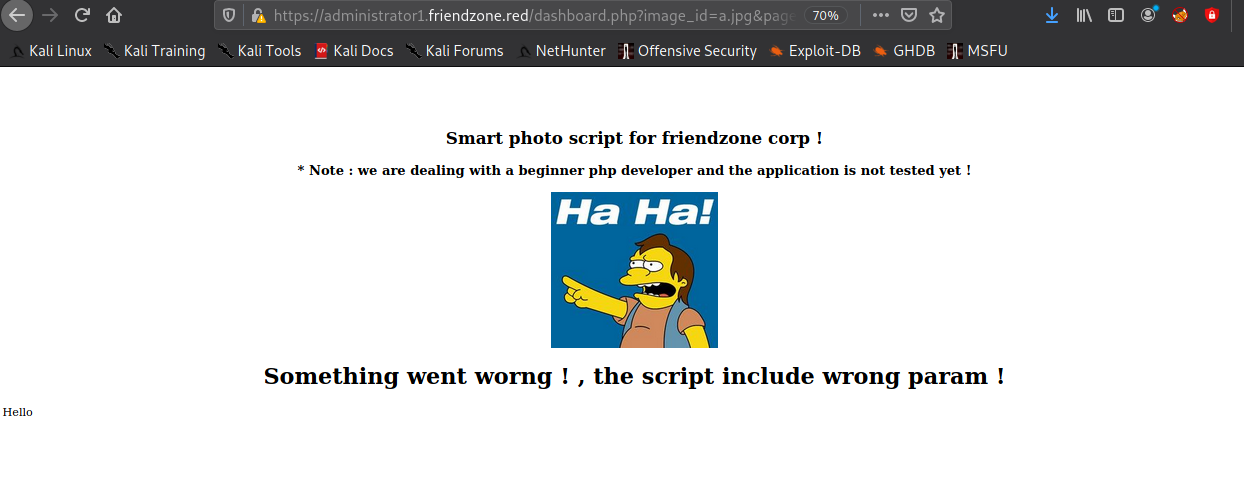 https://administrator1.friendzone.red/dashboard.php?image_id=a.jpg&page
70%
Kali Linux Kali Training Kali Tools Kali Docs Kali Forums NetHunter Offensive Security Exploit-DB GHDB MSFU
Smart photo script for friendzone corp !
* Note : we are dealing with a beginner php developer and the application is not tested yet !
Ha Ha!
Something went worng ! , the script include wrong param !
Hello